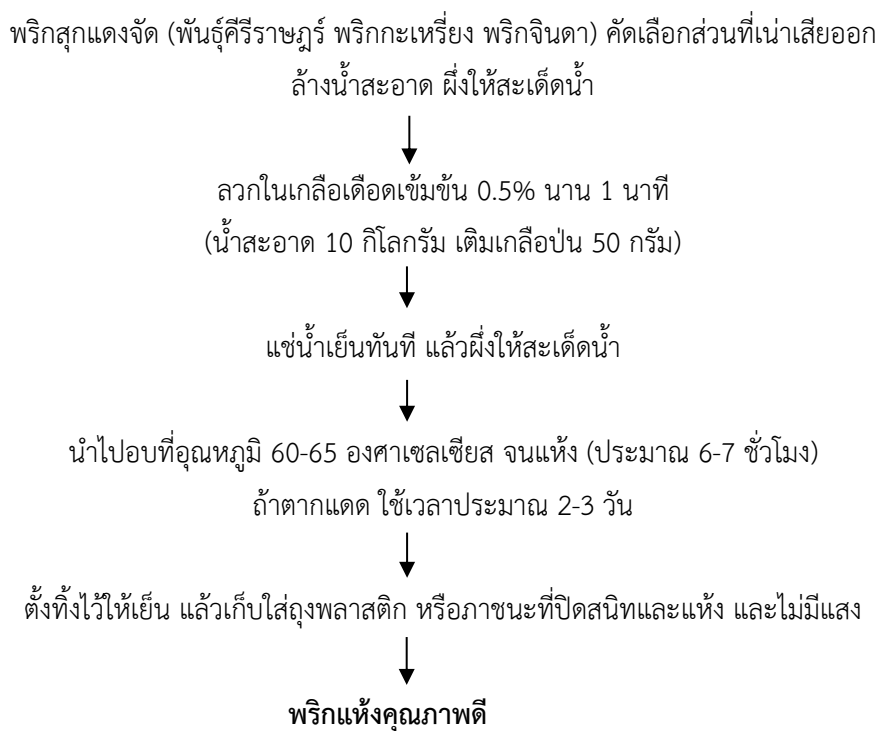 พริกสุกแดงจัด (พันธุ์คีรีราษฎร์ พริกกะเหรี่ยง พริกจินดา) คัดเลือกส่วนที่เน่าเสียออก
ล้างน้ำสะอาด ผึ่งให้สะเด็ดน้ำ
ลวกในเกลือเดือดเข้มข้น 0.5% นาน 1 นาที
(น้ำสะอาด 10 กิโลกรัม เติมเกลือป่น 50 กรัม)
แช่น้ำเย็นทันที แล้วผึ่งให้สะเด็ดน้ำ
นำไปอบที่อุณหภูมิ 60-65 องศาเซลเซียส จนแห้ง (ประมาณ 6-7 ชั่วโมง)
ถ้าตากแดด ใช้เวลาประมาณ 2-3 วัน
ตั้งทิ้งไว้ให้เย็น แล้วเก็บใส่ถุงพลาสติก หรือภาชนะที่ปิดสนิทและแห้ง และไม่มีแสง
พริกแห้งคุณภาพดี